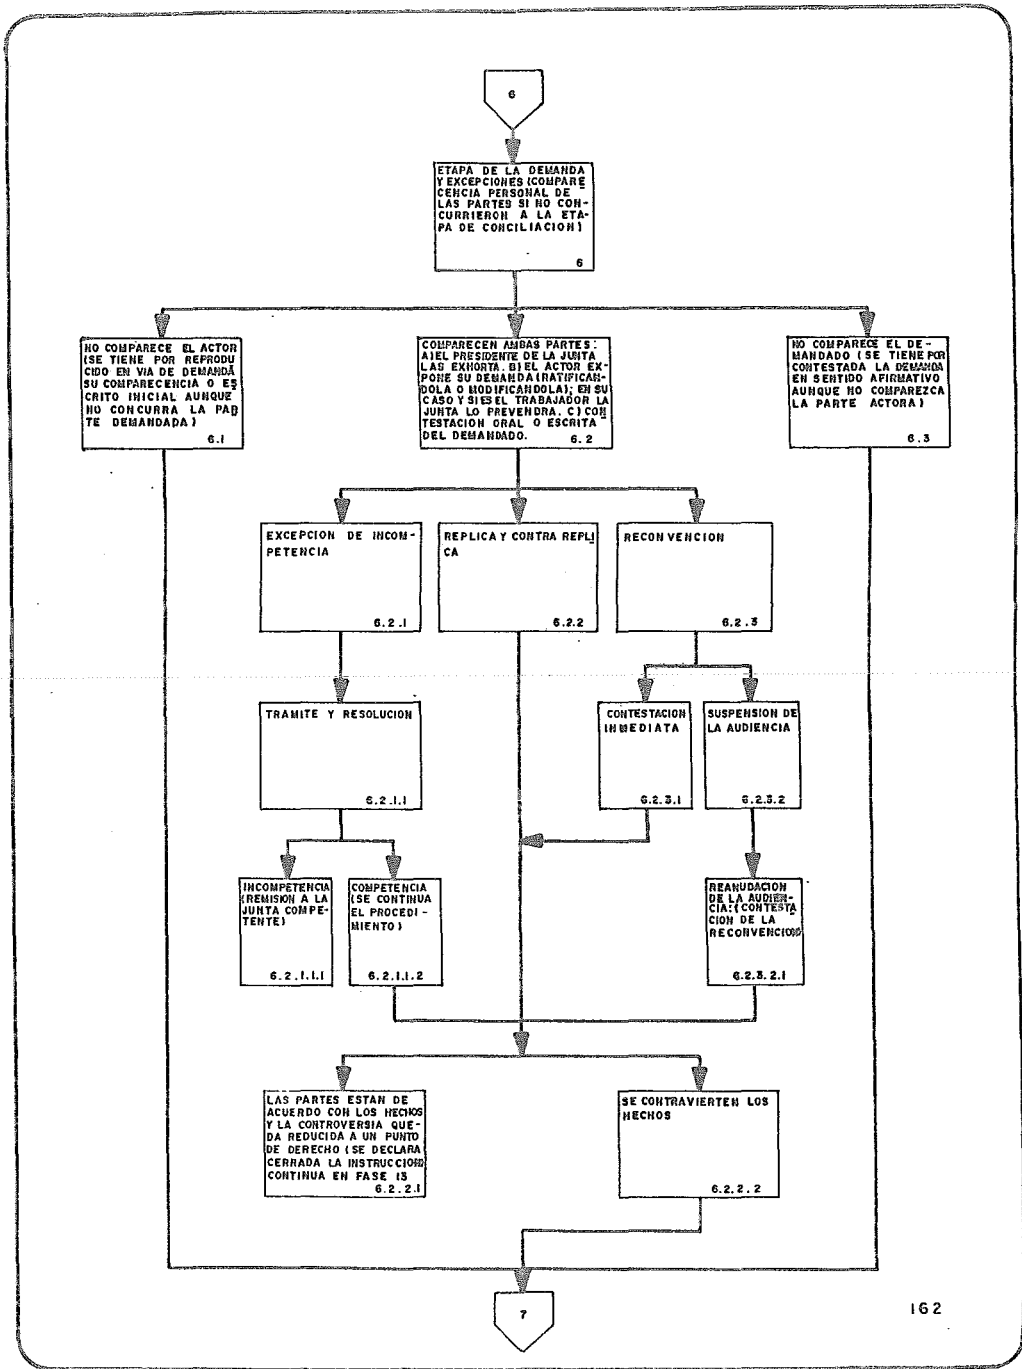 6
ETAPA DE LA DEMANDA
Y EXCEPCIONES (COMPARE
CENCIA PERSONAL DE
LAS PARTES SI NO CON-
CURRIERON A LA ETA-
PA DE CONCILIACION)
6
NO COMPARECE EL ACTOR
(SE TIENE POR REPRODU
CIDO EN VIA DE DEMANDA
SU COMPARECENCIA O ES
CRITO INICIAL AUNQUE
NO CONCURRA LA PAR
TE DEMANDADA)
6.1
COMPARECEN AMBAS PARTES:
A) EL PRESIDENTE DE LA JUNTA
LAS EXHORTA. B) EL ACTOR EX-
PONE SU DEMANDA (RATIFICAN-
DOLA O MODIFICANDOLA); EN SU
CASO Y SI ES EL TRABAJADOR LA
JUNTA LO PREVENDRA. C) CON
TESTACION ORAL O ESCRITA
DEL DEMANDADO.
6.2
NO COMPARECE EL DE-
MANDADO (SE TIENE POR
CONTESTADA LA DEMANDA
EN SENTIDO AFIRMATIVO
AUNQUE NO COMPAREZCA
LA PARTE ACTORA)
6.3
EXCEPCION DE INCOM-
PETENCIA
6.2.1
REPLICA Y CONTRA REPLI
CA
6.2.2
RECONVENCION
6.2.3
TRAMITE Y RESOLUCION
6.2.1.1
CONTESTACION
INMEDIATA
6.2.3.1
SUSPENSION DE
LA AUDIENCIA
6.2.3.2
INCOMPETENCIA
(REMISION A LA
JUNTA COMPE-
TENTE)
6.2.1.1.1
COMPETENCIA
(SE CONTINUA
EL PROCEDI-
MIENTO)
6.2.1.1.2
REANUDACION
DE LA AUDIEN-
CIA: (CONTESTA
CION DE LA
RECONVENCION)
6.2.3.2.1
LAS PARTES ESTAN DE
ACUERDO CON LOS HECHOS
Y LA CONTROVERSIA QUE-
DA REDUCIDA A UN PUNTO
DE DERECHO (SE DECLARA
CERRADA LA INSTRUCCION)
CONTINUA EN FASE 13
6.2.2.1
SE CONTRAVIERTEN LOS
HECHOS
6.2.2.2
7
162